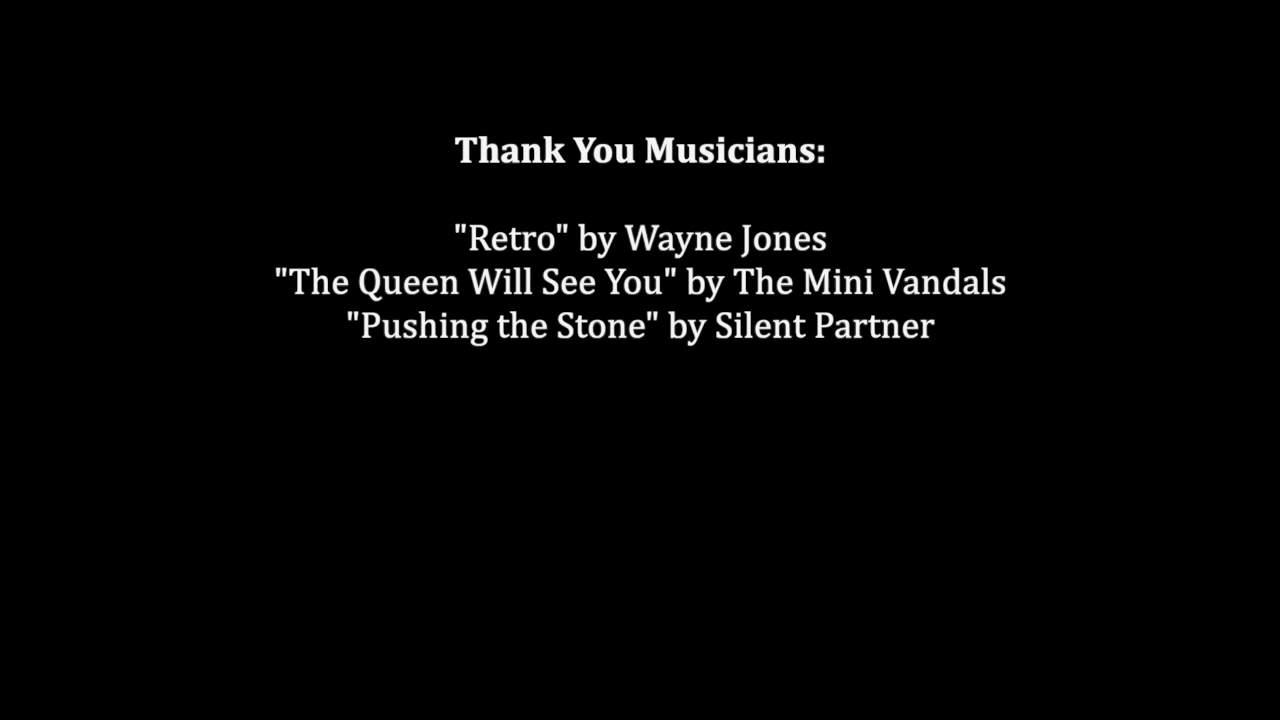 Thank You Musicians:
"Retro" by Wayne Jones
"The Queen Will See You" by The Mini Vandals
"Pushing the Stone" by Silent Partner